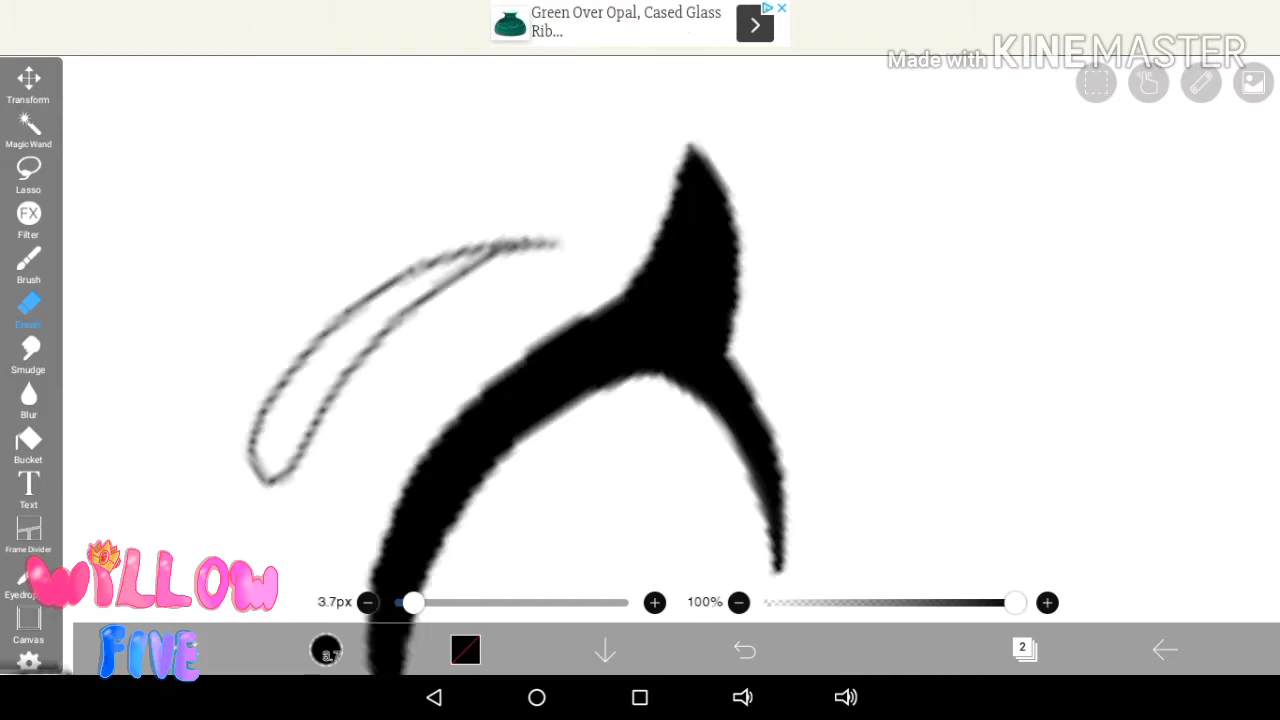 Green Over Opal, Cased Glass
Rib...
Made with KINEMASTER
Transform
Magic Wand
Lasso
FX
Filter
Brush
Eraser
Smudge
Blur
Bucket
T
Text
Frame Divider
WiLLOW
3.7px
100%
Canvas
FIVE
2